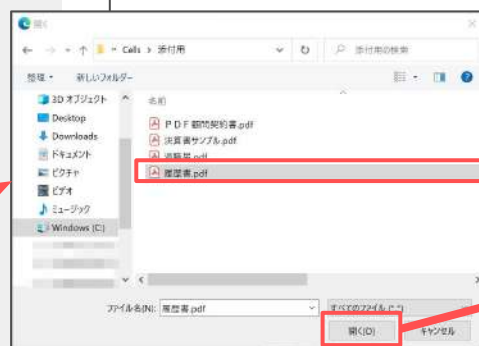 開く
Cells › 添付用
添付用の検索
整理
新しいフォルダー
3D オブジェクト
Desktop
Downloads
ドキュメント
ピクチャ
ビデオ
ミュージック
Windows (C:)
名前
ＰＤＦ顧問契約書.pdf
決算書サンプル.pdf
退職届.pdf
履歴書.pdf
ファイル名(N):
履歴書.pdf
すべてのファイル (*.*)
開く(O)
キャンセル